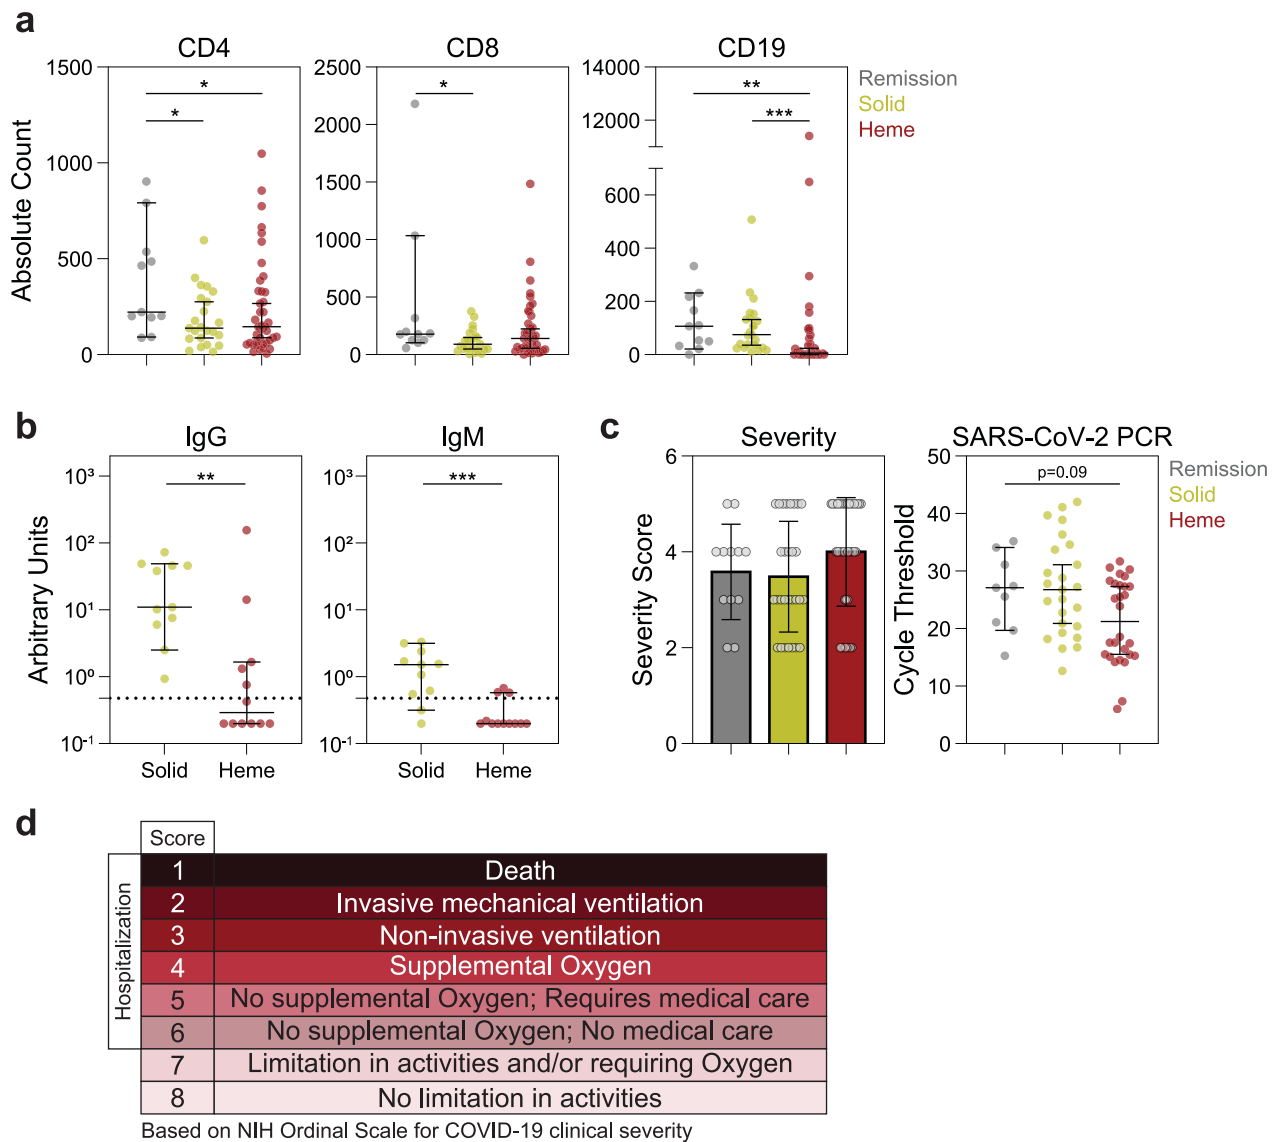 a
CD4
CD8
CD19
Absolute Count
1500
1000
500
0
*
*
2500
2000
1500
1000
500
0
*
14000
12000
600
400
200
0
**
***
Remission
Solid
Heme
b
IgG
IgM
Arbitrary Units
10³
10²
10¹
10⁰
10⁻¹
**
Solid
Heme
10³
10²
10¹
10⁰
10⁻¹
***
Solid
Heme
c
Severity
SARS-CoV-2 PCR
Severity Score
6
4
2
0
Cycle Threshold
50
40
30
20
10
0
p=0.09
Remission
Solid
Heme
d
Score
Hospitalization
1 Death
2 Invasive mechanical ventilation
3 Non-invasive ventilation
4 Supplemental Oxygen
5 No supplemental Oxygen; Requires medical care
6 No supplemental Oxygen; No medical care
7 Limitation in activities and/or requiring Oxygen
8 No limitation in activities
Based on NIH Ordinal Scale for COVID-19 clinical severity